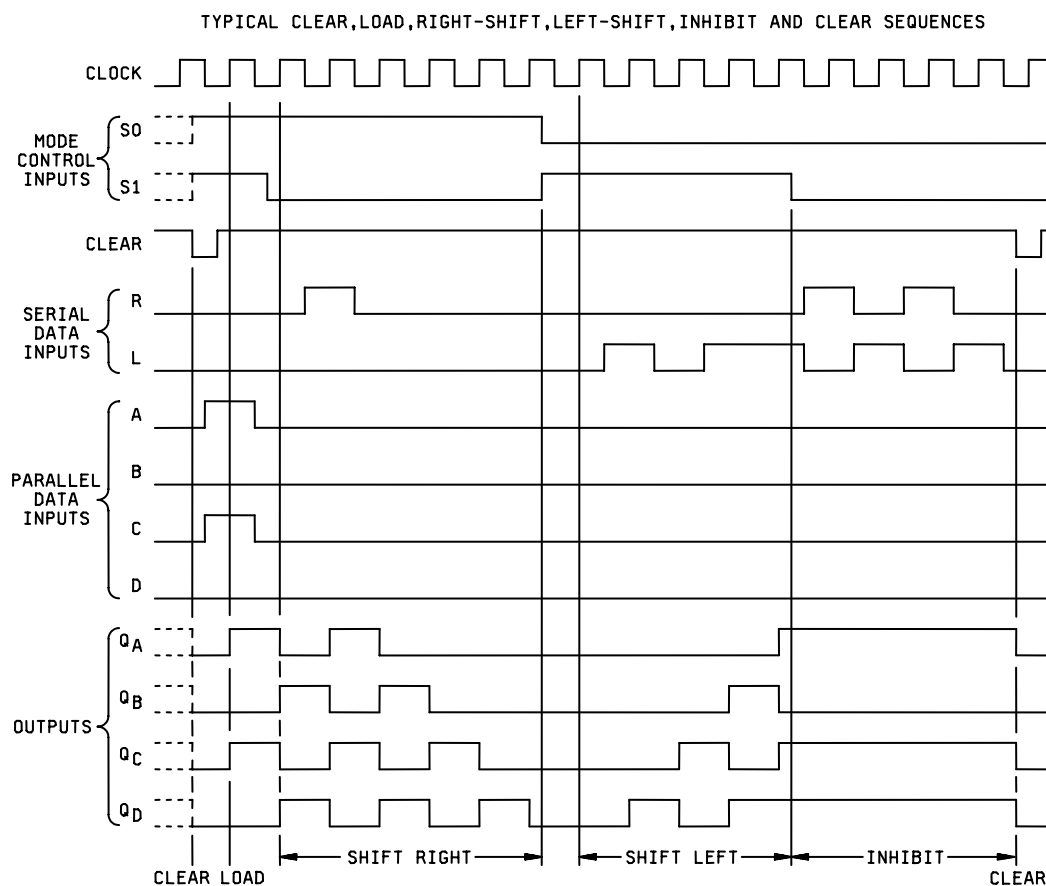 TYPICAL CLEAR,LOAD,RIGHT-SHIFT,LEFT-SHIFT,INHIBIT AND CLEAR SEQUENCES
CLOCK
MODE
CONTROL
INPUTS
S0
S1
CLEAR
SERIAL
DATA
INPUTS
R
L
PARALLEL
DATA
INPUTS
A
B
C
D
OUTPUTS
QA
QB
QC
QD
SHIFT RIGHT
SHIFT LEFT
INHIBIT
CLEAR LOAD
CLEAR